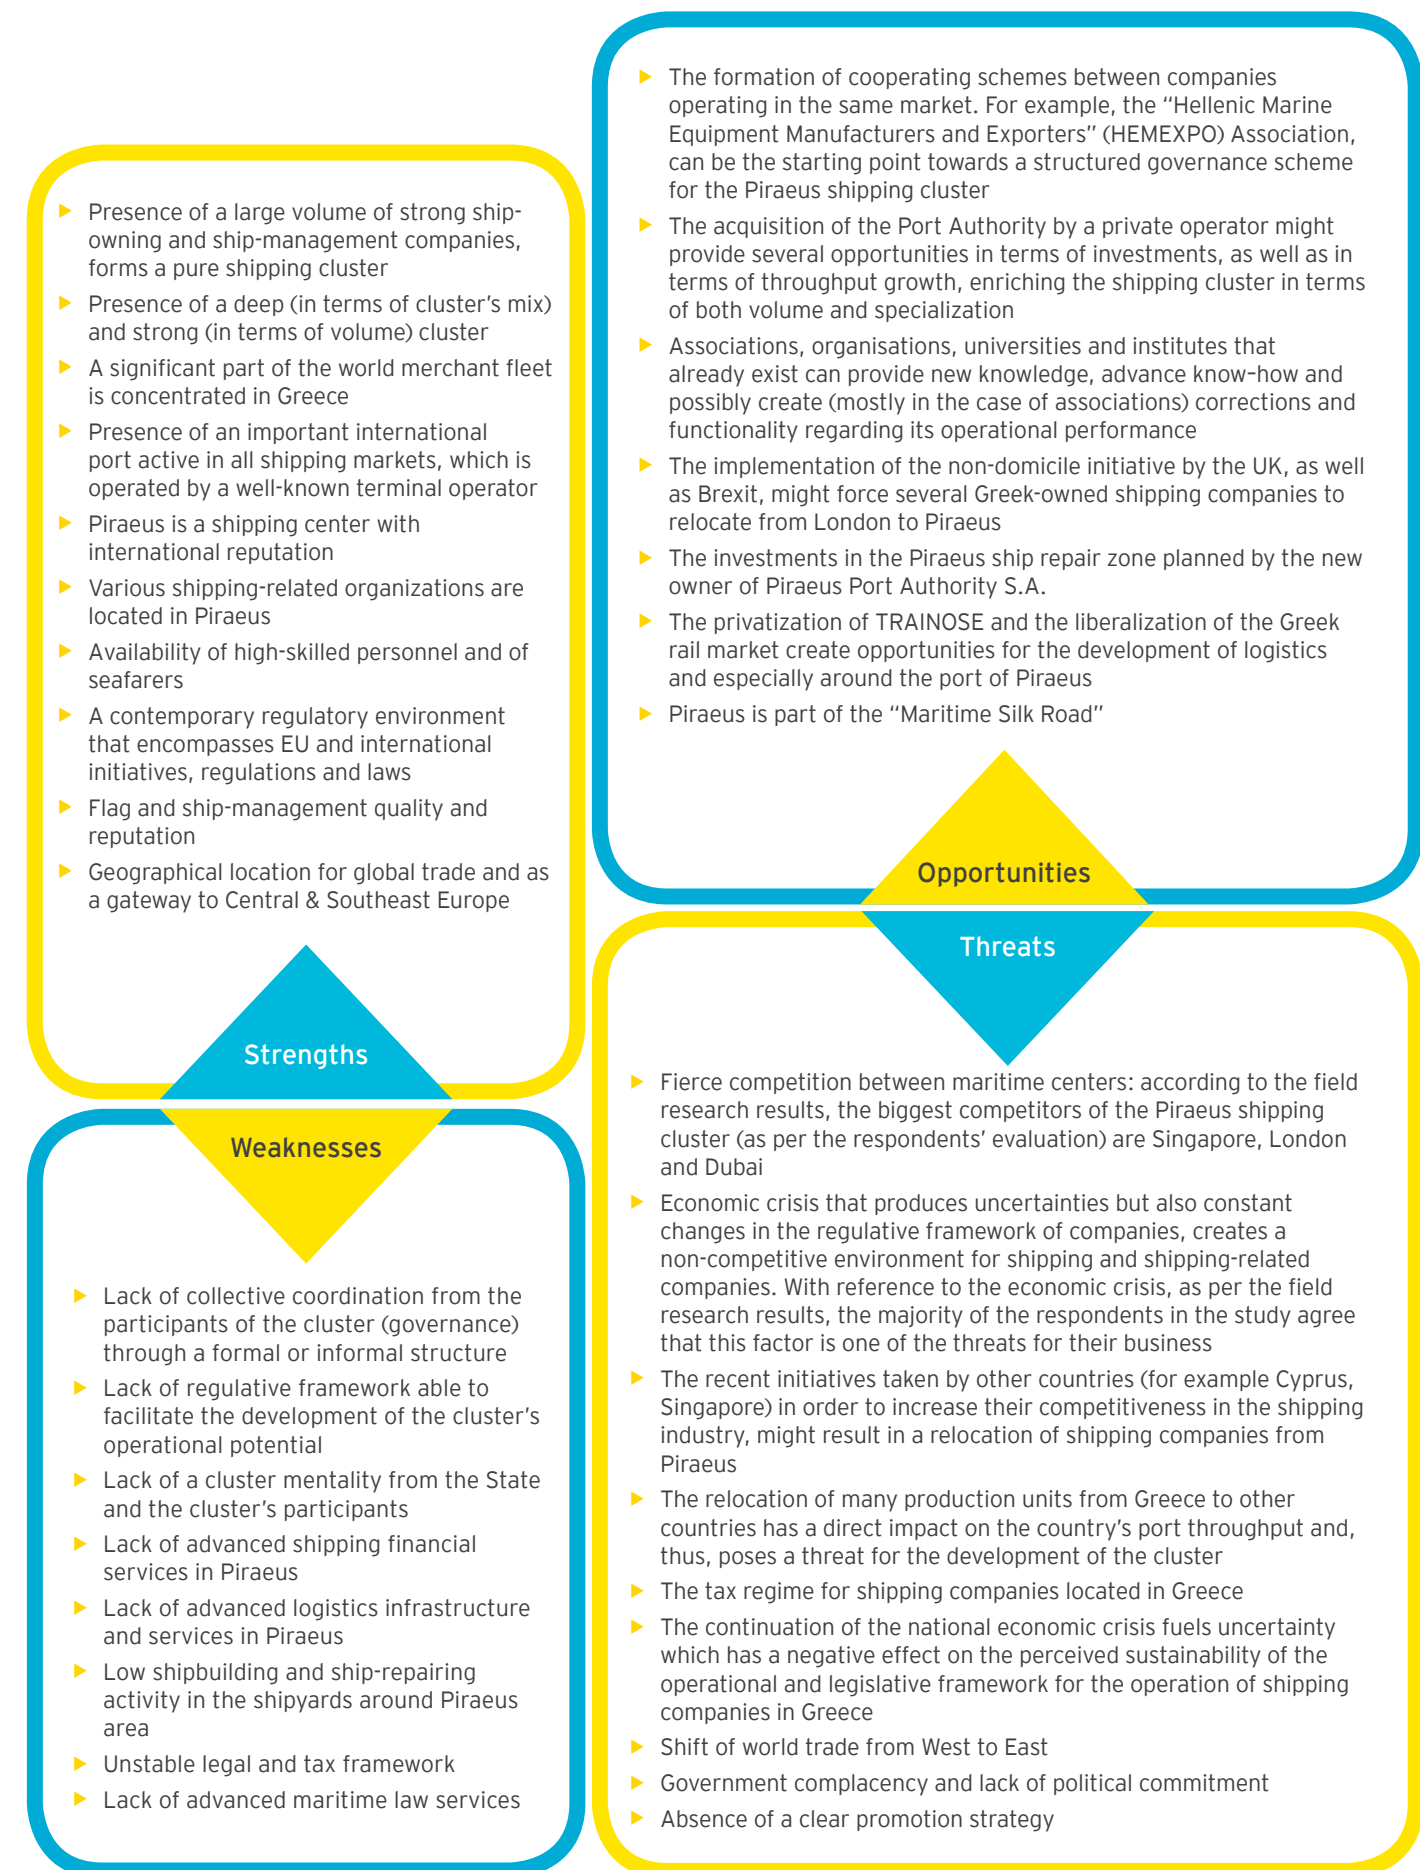 ► Presence of a large volume of strong ship-
owning and ship-management companies,
forms a pure shipping cluster
► Presence of a deep (in terms of cluster's mix)
and strong (in terms of volume) cluster
► A significant part of the world merchant fleet
is concentrated in Greece
► Presence of an important international
port active in all shipping markets, which is
operated by a well-known terminal operator
► Piraeus is a shipping center with
international reputation
► Various shipping-related organizations are
located in Piraeus
► Availability of high-skilled personnel and of
seafarers
► A contemporary regulatory environment
that encompasses EU and international
initiatives, regulations and laws
► Flag and ship-management quality and
reputation
► Geographical location for global trade and as
a gateway to Central & Southeast Europe
Strengths
Weaknesses
► Lack of collective coordination from the
participants of the cluster (governance)
through a formal or informal structure
► Lack of regulative framework able to
facilitate the development of the cluster's
operational potential
► Lack of a cluster mentality from the State
and the cluster's participants
► Lack of advanced shipping financial
services in Piraeus
► Lack of advanced logistics infrastructure
and services in Piraeus
► Low shipbuilding and ship-repairing
activity in the shipyards around Piraeus
area
► Unstable legal and tax framework
► Lack of advanced maritime law services
► The formation of cooperating schemes between companies
operating in the same market. For example, the “Hellenic Marine
Equipment Manufacturers and Exporters” (HEMEXPO) Association,
can be the starting point towards a structured governance scheme
for the Piraeus shipping cluster
► The acquisition of the Port Authority by a private operator might
provide several opportunities in terms of investments, as well as in
terms of throughput growth, enriching the shipping cluster in terms
of both volume and specialization
► Associations, organisations, universities and institutes that
already exist can provide new knowledge, advance know–how and
possibly create (mostly in the case of associations) corrections and
functionality regarding its operational performance
► The implementation of the non-domicile initiative by the UK, as well
as Brexit, might force several Greek-owned shipping companies to
relocate from London to Piraeus
► The investments in the Piraeus ship repair zone planned by the new
owner of Piraeus Port Authority S.A.
► The privatization of TRAINOSE and the liberalization of the Greek
rail market create opportunities for the development of logistics
and especially around the port of Piraeus
► Piraeus is part of the “Maritime Silk Road”
Opportunities
Threats
► Fierce competition between maritime centers: according to the field
research results, the biggest competitors of the Piraeus shipping
cluster (as per the respondents’ evaluation) are Singapore, London
and Dubai
► Economic crisis that produces uncertainties but also constant
changes in the regulative framework of companies, creates a
non-competitive environment for shipping and shipping-related
companies. With reference to the economic crisis, as per the field
research results, the majority of the respondents in the study agree
that this factor is one of the threats for their business
► The recent initiatives taken by other countries (for example Cyprus,
Singapore) in order to increase their competitiveness in the shipping
industry, might result in a relocation of shipping companies from
Piraeus
► The relocation of many production units from Greece to other
countries has a direct impact on the country’s port throughput and,
thus, poses a threat for the development of the cluster
► The tax regime for shipping companies located in Greece
► The continuation of the national economic crisis fuels uncertainty
which has a negative effect on the perceived sustainability of the
operational and legislative framework for the operation of shipping
companies in Greece
► Shift of world trade from West to East
► Government complacency and lack of political commitment
► Absence of a clear promotion strategy